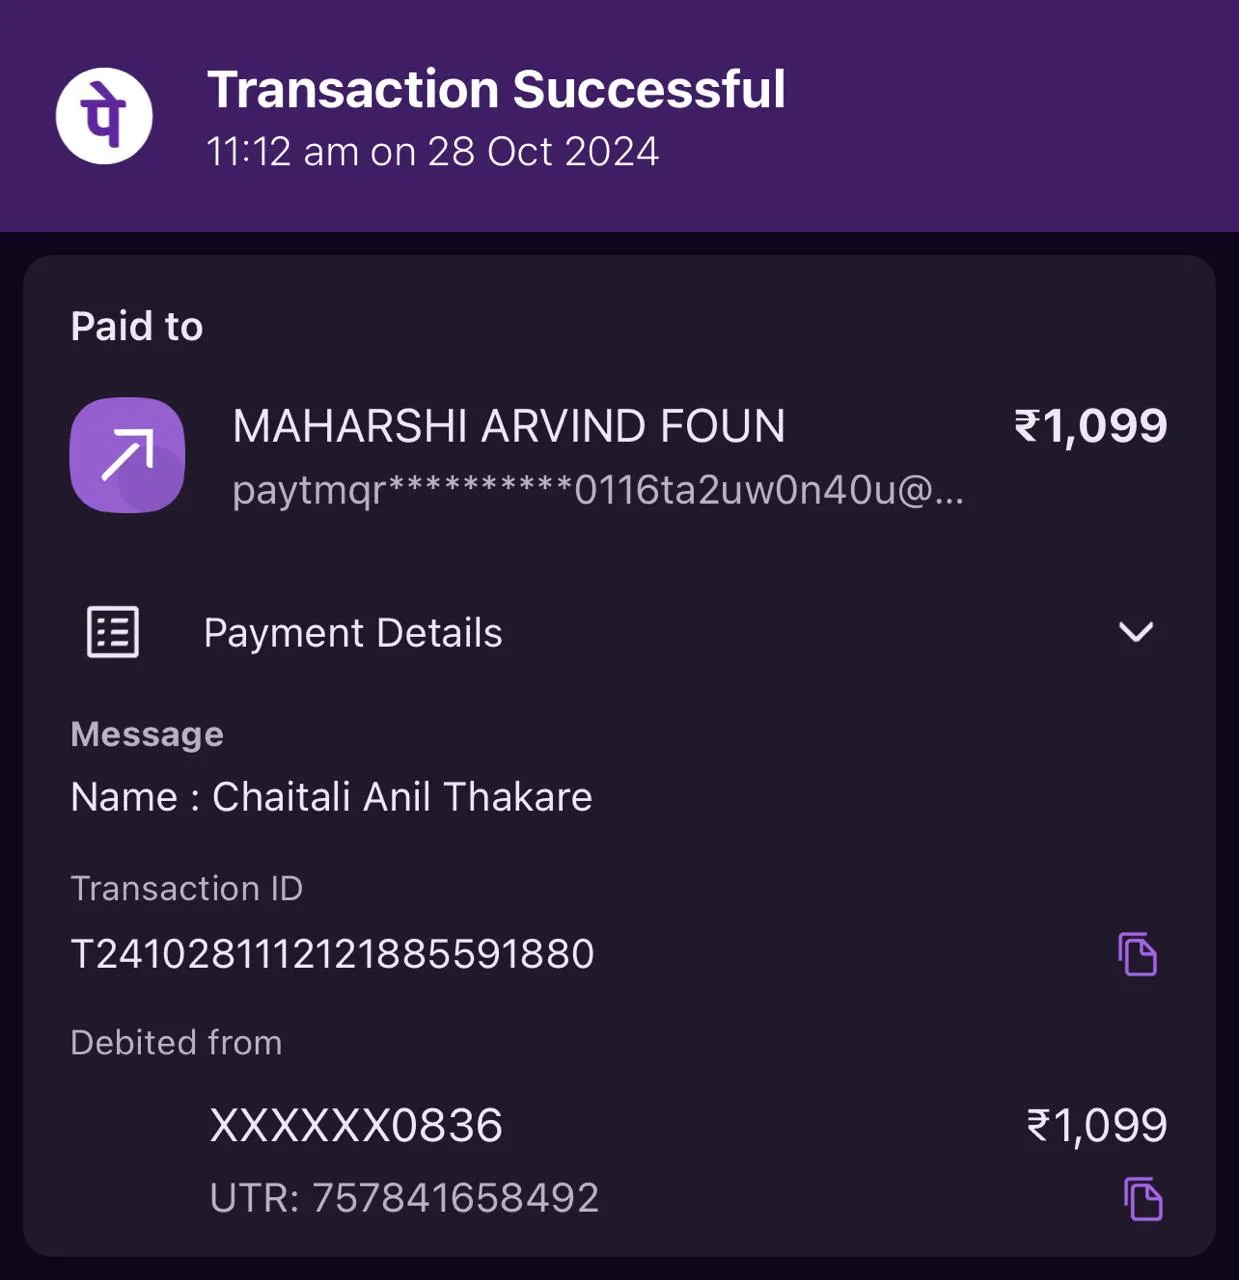 पे
Transaction Successful
11:12 am on 28 Oct 2024
Paid to
MAHARSHI ARVIND FOUN
₹1,099
paytmqr**********0116ta2uw0n40u@...
Payment Details
Message
Name : Chaitali Anil Thakare
Transaction ID
T2410281112121885591880
Debited from
XXXXXX0836
₹1,099
UTR: 757841658492